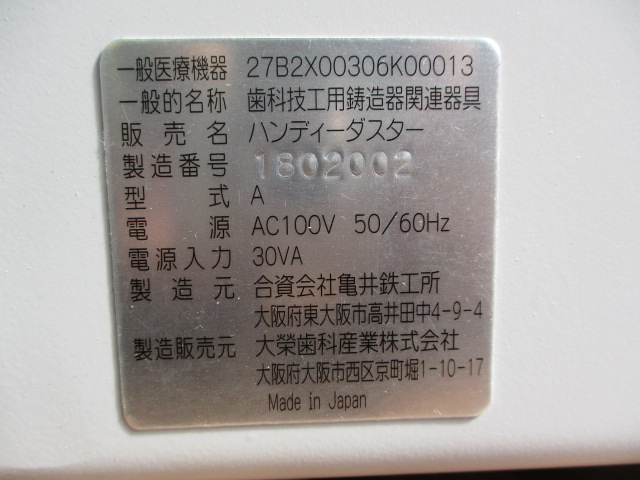 一般医療機器 27B2X00306K00013
一般的名称 歯科技工用鋳造器関連器具
販売名 ハンディーダスター
製造番号 1802002
型式 A
電源 AC100V 50/60Hz
電源入力 30VA
製造元 合資会社亀井鉄工所
大阪府東大阪市高井田中4-9-4
製造販売元 大榮歯科産業株式会社
大阪府大阪市西区京町堀1-10-17
Made in Japan